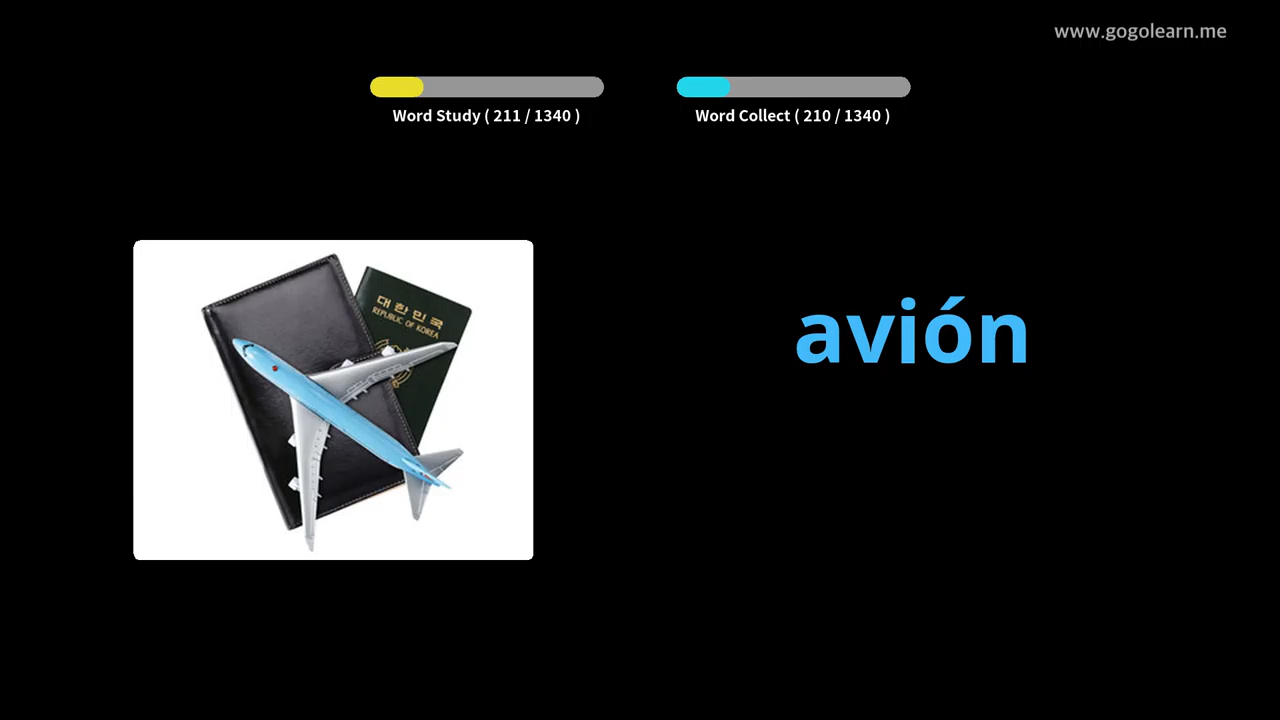 www.gogolearn.me
Word Study ( 211 / 1340 )
Word Collect ( 210 / 1340 )
대한민국
REPUBLIC OF KOREA
avión